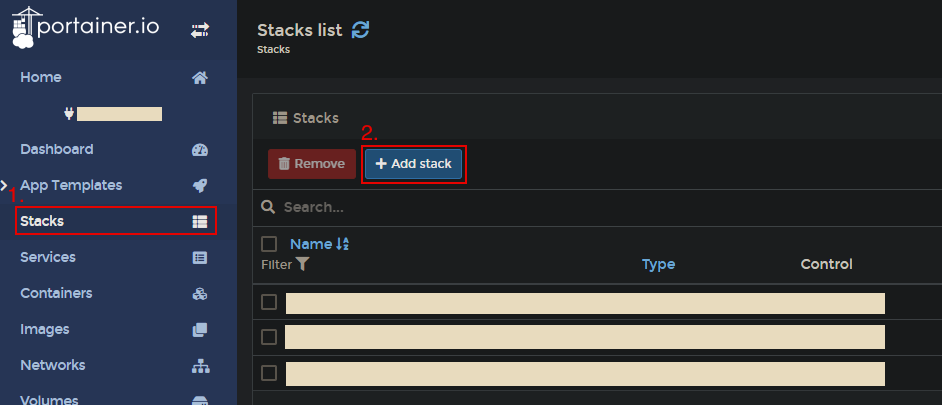 portainer.io
Home
Dashboard
App Templates
1.
Stacks
Services
Containers
Images
Networks
Volumes
Stacks list
Stacks
Stacks
2.
Remove
Add stack
Search...
Name
Filter
Type
Control